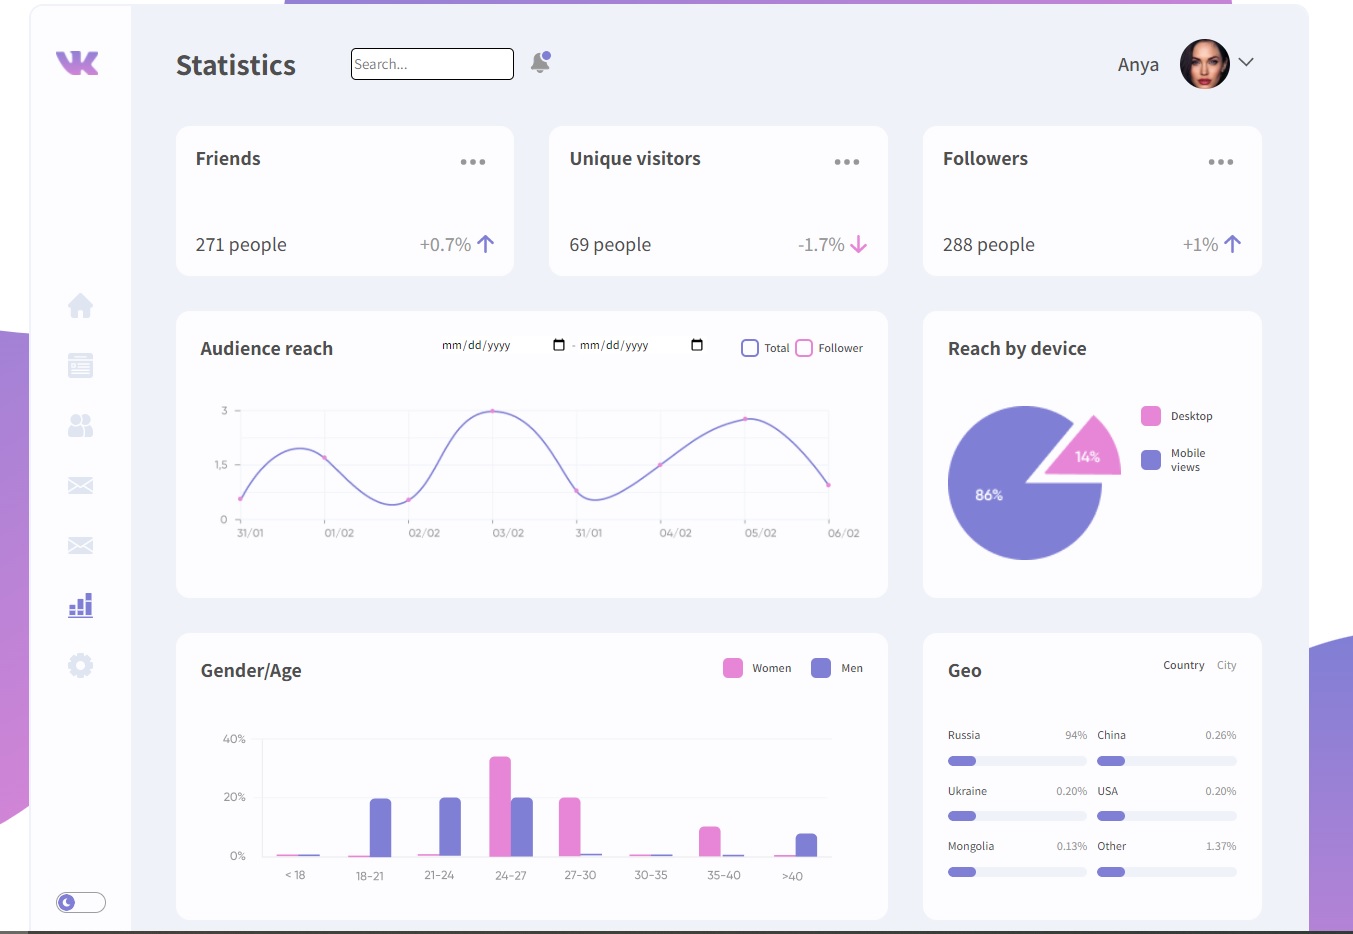 VK
Statistics
Search...
Anya
Friends
271 people
+0.7%
Unique visitors
69 people
-1.7%
Followers
288 people
+1%
Audience reach
mm/dd/yyyy - mm/dd/yyyy
Total
Follower
3
1,5
0
31/01 01/02 02/02 03/02 31/01 04/02 05/02 06/02
Reach by device
14%
86%
Desktop
Mobile
views
Gender/Age
Women
Men
40%
20%
0%
< 18 18-21 21-24 24-27 27-30 30-35 35-40 >40
Geo
Country City
Russia 94% China 0.26%
Ukraine 0.20% USA 0.20%
Mongolia 0.13% Other 1.37%